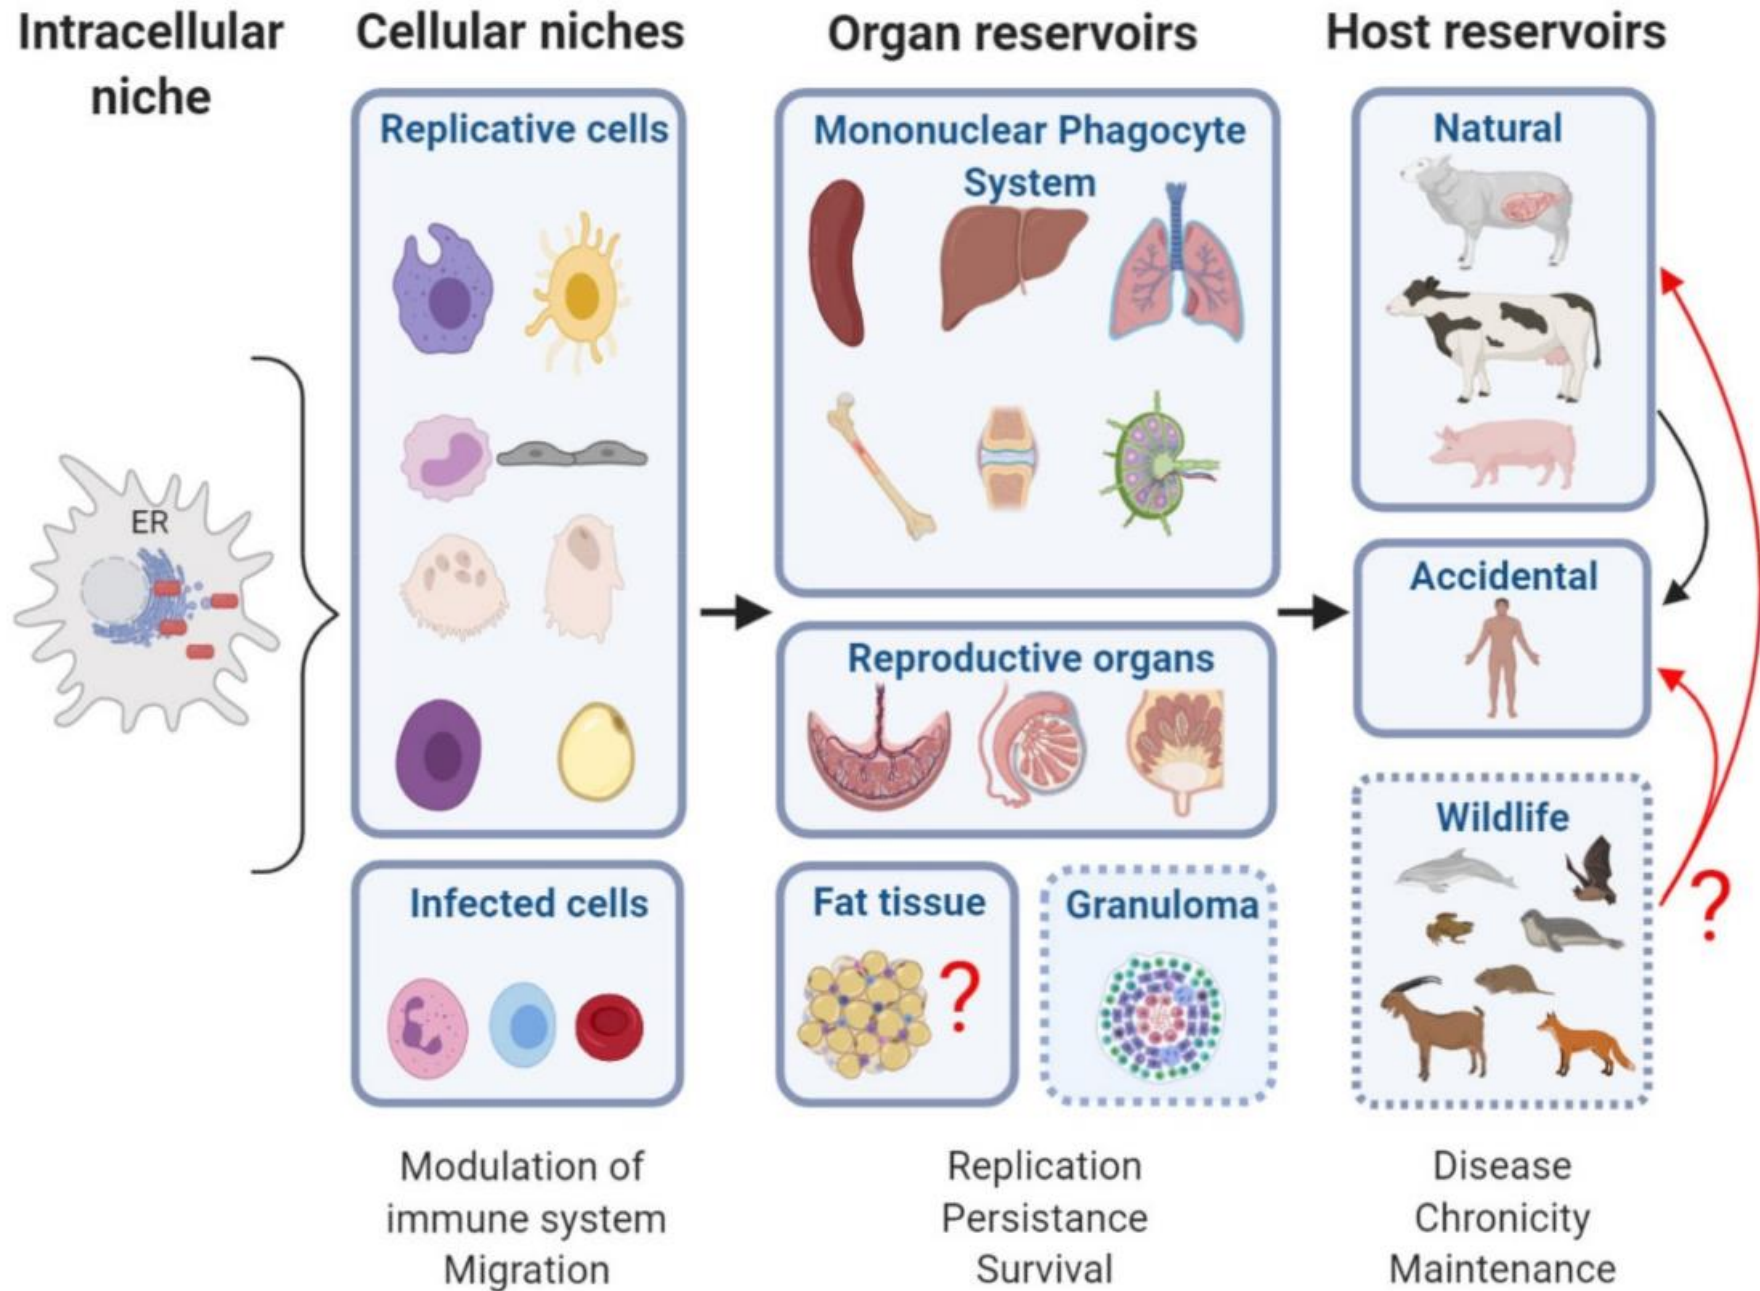 Intracellular
niche
Cellular niches
Organ reservoirs
Host reservoirs
ER
Replicative cells
Infected cells
Modulation of
immune system
Migration
Mononuclear Phagocyte
System
Reproductive organs
Fat tissue
?
Granuloma
Replication
Persistance
Survival
Natural
Accidental
Wildlife
?
Disease
Chronicity
Maintenance